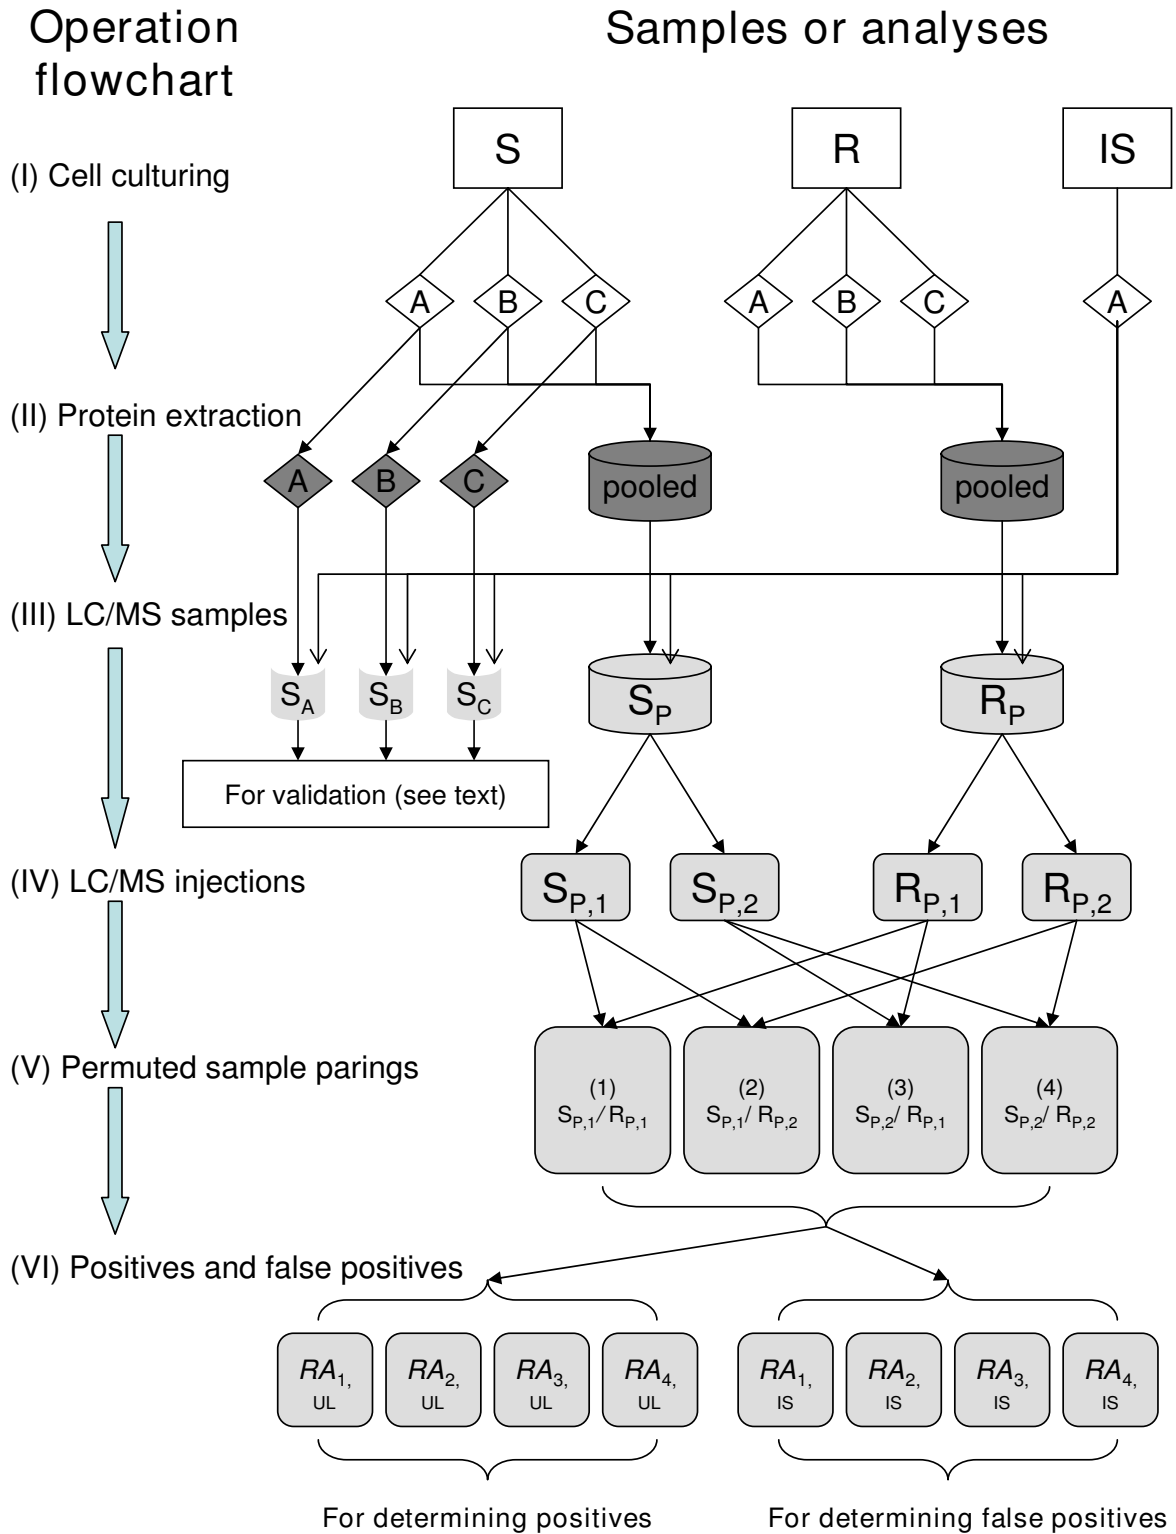 Operation
flowchart
Samples or analyses
S R IS
(I) Cell culturing
A B C A B C A
(II) Protein extraction
A B C pooled pooled
(III) LC/MS samples
SA SB SC SP RP
For validation (see text)
(IV) LC/MS injections
SP,1 SP,2 RP,1 RP,2
(V) Permuted sample parings
(1) (2) (3) (4)
SP,1/ RP,1 SP,1/ RP,2 SP,2/ RP,1 SP,2/ RP,2
(VI) Positives and false positives
RA1, RA2, RA3, RA4, RA1, RA2, RA3, RA4,
UL UL UL UL IS IS IS IS
For determining positives For determining false positives